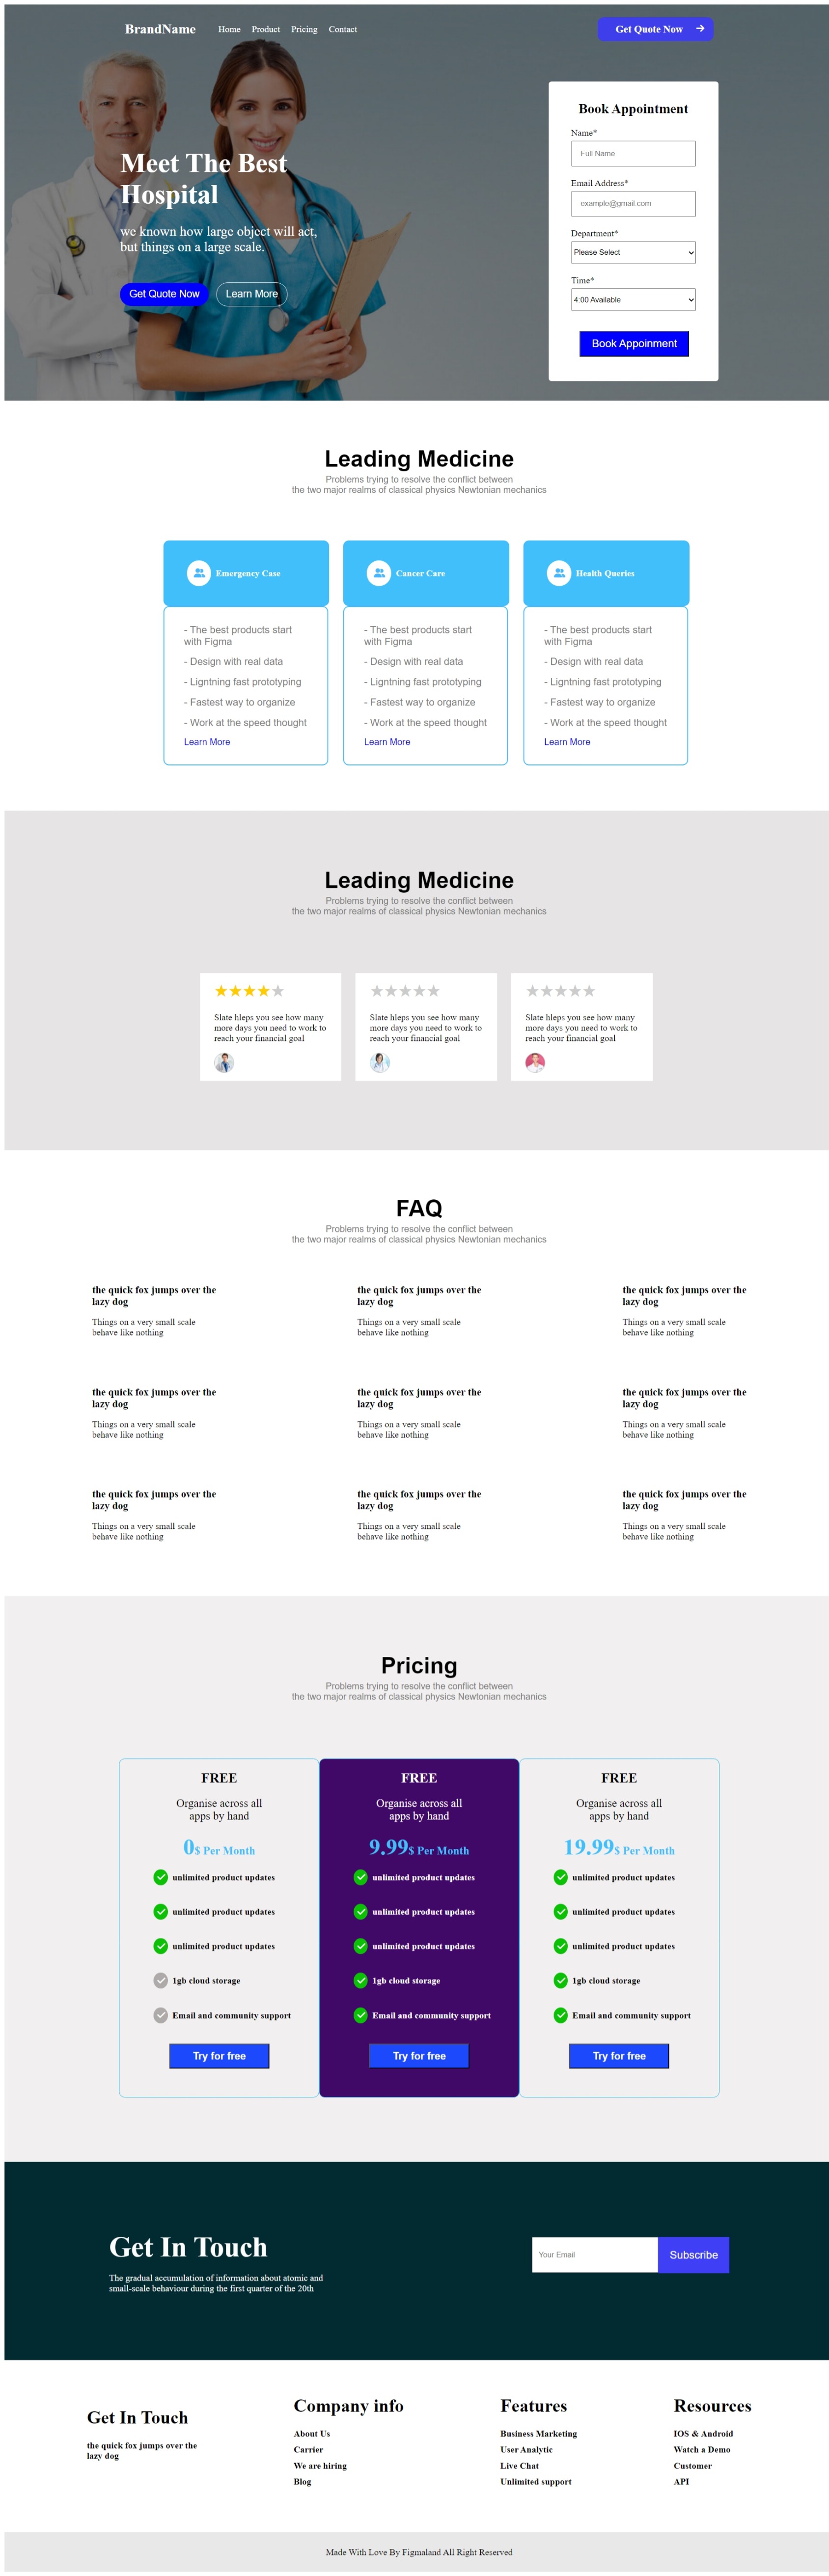 BrandName
Home
Product
Pricing
Contact
Get Quote Now
Meet The Best
Hospital
we known how large object will act,
but things on a large scale.
Get Quote Now
Learn More
Book Appointment
Name*
Full Name
Email Address*
example@gmail.com
Department*
Please Select
Time*
4:00 Available
Book Appoinment
Leading Medicine
Problems trying to resolve the conflict between
the two major realms of classical physics Newtonian mechanics
Emergency Case
- The best products start
with Figma
- Design with real data
- Ligntning fast prototyping
- Fastest way to organize
- Work at the speed thought
Learn More
Cancer Care
- The best products start
with Figma
- Design with real data
- Ligntning fast prototyping
- Fastest way to organize
- Work at the speed thought
Learn More
Health Queries
- The best products start
with Figma
- Design with real data
- Ligntning fast prototyping
- Fastest way to organize
- Work at the speed thought
Learn More
Leading Medicine
Problems trying to resolve the conflict between
the two major realms of classical physics Newtonian mechanics
Slate hleps you see how many
more days you need to work to
reach your financial goal
Slate hleps you see how many
more days you need to work to
reach your financial goal
Slate hleps you see how many
more days you need to work to
reach your financial goal
FAQ
Problems trying to resolve the conflict between
the two major realms of classical physics Newtonian mechanics
the quick fox jumps over the
lazy dog
Things on a very small scale
behave like nothing
the quick fox jumps over the
lazy dog
Things on a very small scale
behave like nothing
the quick fox jumps over the
lazy dog
Things on a very small scale
behave like nothing
the quick fox jumps over the
lazy dog
Things on a very small scale
behave like nothing
the quick fox jumps over the
lazy dog
Things on a very small scale
behave like nothing
the quick fox jumps over the
lazy dog
Things on a very small scale
behave like nothing
the quick fox jumps over the
lazy dog
Things on a very small scale
behave like nothing
the quick fox jumps over the
lazy dog
Things on a very small scale
behave like nothing
the quick fox jumps over the
lazy dog
Things on a very small scale
behave like nothing
Pricing
Problems trying to resolve the conflict between
the two major realms of classical physics Newtonian mechanics
FREE
Organise across all
apps by hand
0$ Per Month
unlimited product updates
unlimited product updates
unlimited product updates
1gb cloud storage
Email and community support
Try for free
FREE
Organise across all
apps by hand
9.99$ Per Month
unlimited product updates
unlimited product updates
unlimited product updates
1gb cloud storage
Email and community support
Try for free
FREE
Organise across all
apps by hand
19.99$ Per Month
unlimited product updates
unlimited product updates
unlimited product updates
1gb cloud storage
Email and community support
Try for free
Get In Touch
The gradual accumulation of information about atomic and
small-scale behaviour during the first quarter of the 20th
Your Email
Subscribe
Get In Touch
the quick fox jumps over the
lazy dog
Company info
About Us
Carrier
We are hiring
Blog
Features
Business Marketing
User Analytic
Live Chat
Unlimited support
Resources
IOS & Android
Watch a Demo
Customer
API
Made With Love By Figmaland All Right Reserved